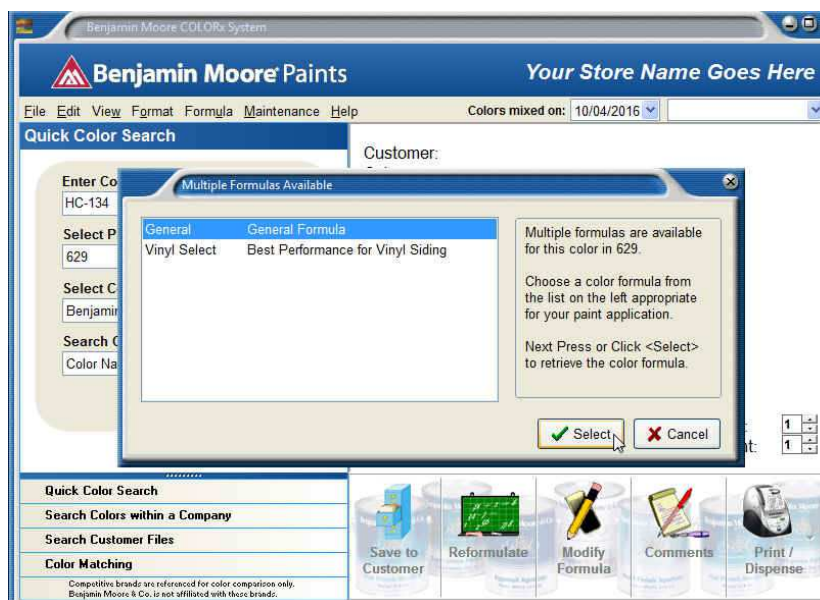 Benjamin Moore COLORx System
Benjamin Moore Paints
Your Store Name Goes Here
File Edit View Format Formula Maintenance Help
Colors mixed on: 10/04/2016
Quick Color Search
Customer:
Enter Co
HC-134
Select P
629
Select C
Benjamin
Search C
Color Na
Multiple Formulas Available
General General Formula
Vinyl Select Best Performance for Vinyl Siding
Multiple formulas are available
for this color in 629.
Choose a color formula from
the list on the left appropriate
for your paint application.
Next Press or Click <Select>
to retrieve the color formula.
Select
Cancel
1
t: 1
Quick Color Search
Search Colors within a Company
Search Customer Files
Color Matching
Competitive brands are referenced for color comparison only.
Benjamin Moore & Co. is not affiliated with these brands.
Save to
Customer
Reformulate
Modify
Formula
Comments
Print /
Dispense